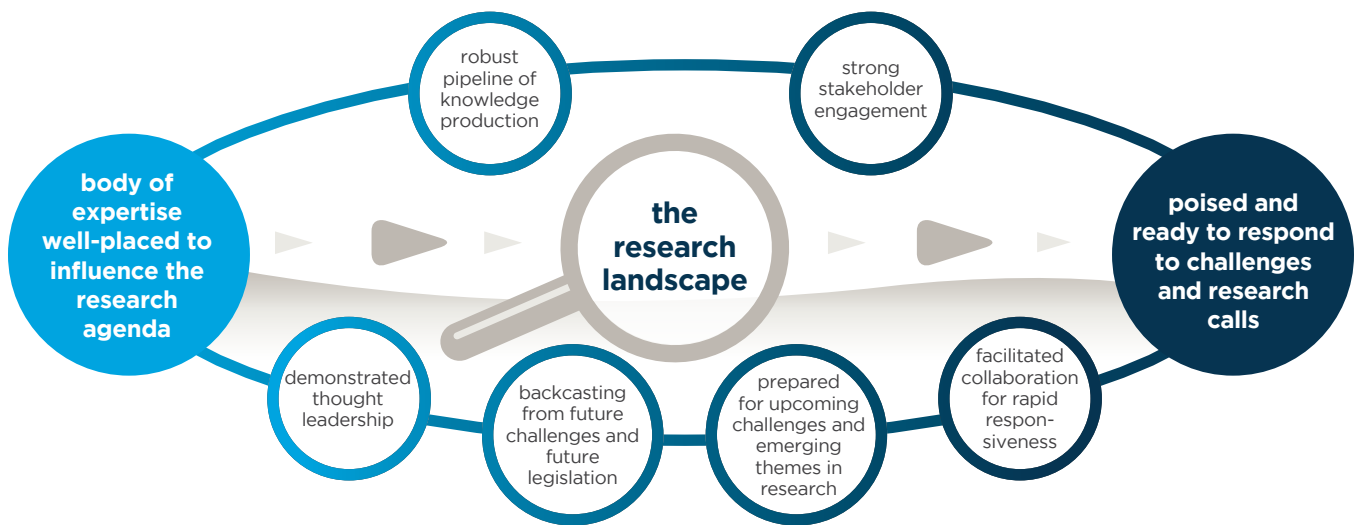 robust
pipeline of
knowledge
production
strong
stakeholder
engagement
body of
expertise
well-placed to
influence the
research
agenda
the
research
landscape
poised and
ready to respond
to challenges
and research
calls
demonstrated
thought
leadership
backcasting
from future
challenges and
future
legislation
prepared
for upcoming
challenges and
emerging
themes in
research
facilitated
collaboration
for rapid
respon-
siveness